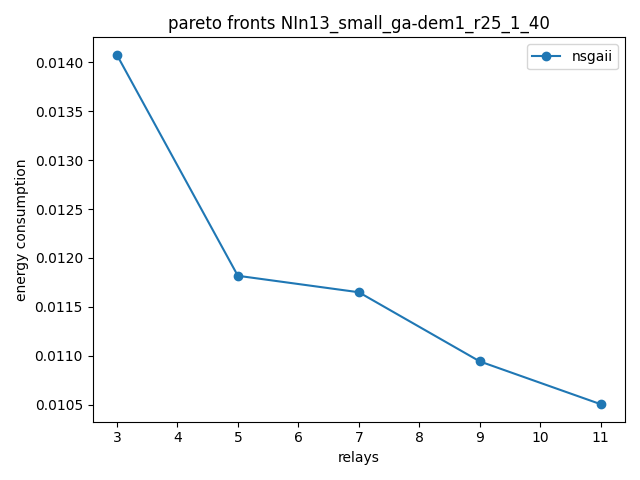 pareto fronts NIn13_small_ga-dem1_r25_1_40
nsgaii
energy consumption
0.0140
0.0135
0.0130
0.0125
0.0120
0.0115
0.0110
0.0105
3 4 5 6 7 8 9 10 11
relays